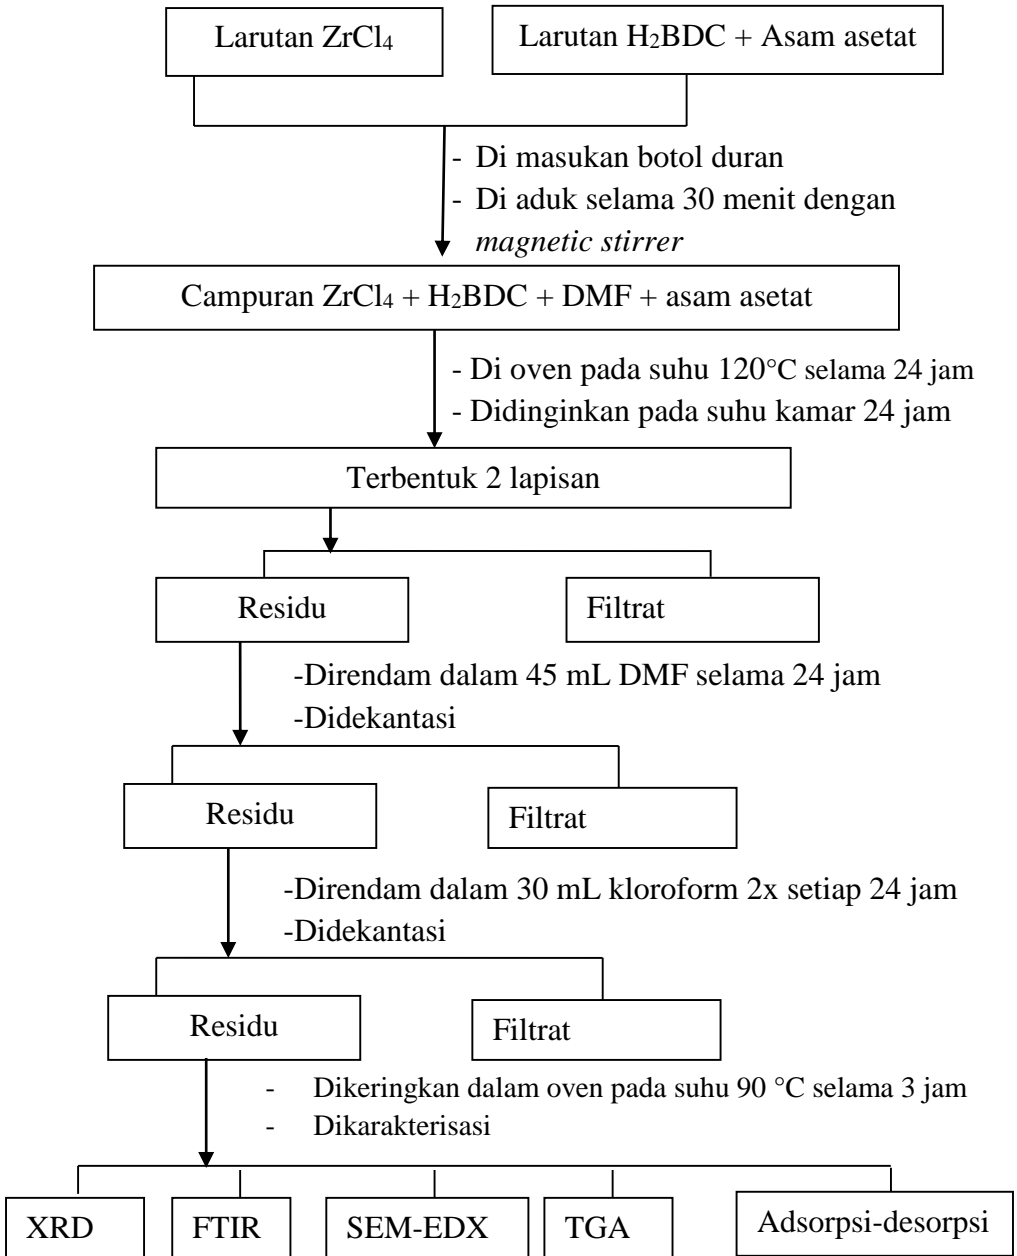 Larutan ZrCl₄
Larutan H₂BDC + Asam asetat
- Di masukan botol duran
- Di aduk selama 30 menit dengan
magnetic stirrer
Campuran ZrCl₄ + H₂BDC + DMF + asam asetat
- Di oven pada suhu 120°C selama 24 jam
- Didinginkan pada suhu kamar 24 jam
Terbentuk 2 lapisan
Residu
Filtrat
-Direndam dalam 45 mL DMF selama 24 jam
-Didekantasi
Residu
Filtrat
-Direndam dalam 30 mL kloroform 2x setiap 24 jam
-Didekantasi
Residu
Filtrat
- Dikeringkan dalam oven pada suhu 90 °C selama 3 jam
- Dikarakterisasi
XRD
FTIR
SEM-EDX
TGA
Adsorpsi-desorpsi